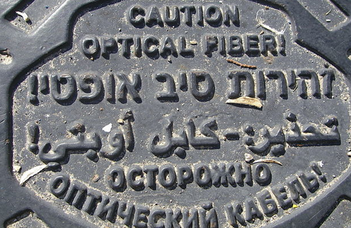 CAUTION
OPTICAL-FIBER!
זהירות סיב אופטי!!
تحذير:-كابل أوبتي!
ОСТОРОЖНО
ОПТИЧЕСКИЙ КАБЕЛЬ!